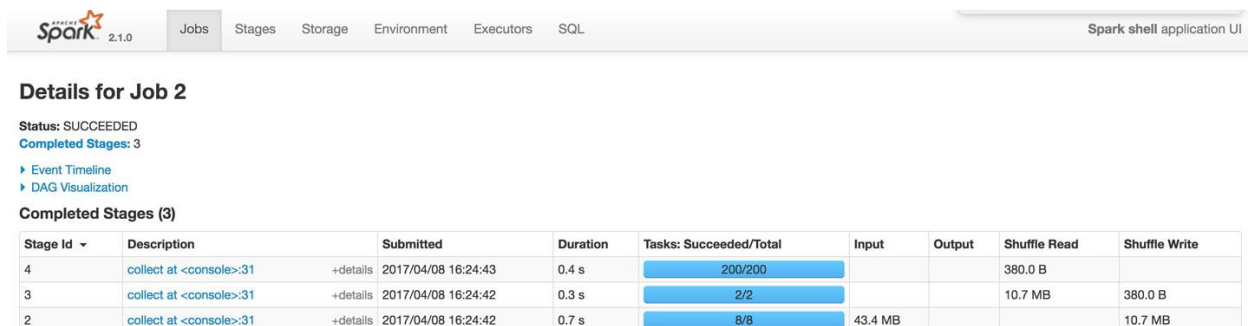 APACHE Spark 2.1.0 Jobs Stages Storage Environment Executors SQL Spark shell application UI
Details for Job 2
Status: SUCCEEDED
Completed Stages: 3
Event Timeline
DAG Visualization
Completed Stages (3)
Stage Id Description Submitted Duration Tasks: Succeeded/Total Input Output Shuffle Read Shuffle Write
4 collect at <console>:31 +details 2017/04/08 16:24:43 0.4 s 200/200 380.0 B
3 collect at <console>:31 +details 2017/04/08 16:24:42 0.3 s 2/2 10.7 MB 380.0 B
2 collect at <console>:31 +details 2017/04/08 16:24:42 0.7 s 8/8 43.4 MB 10.7 MB